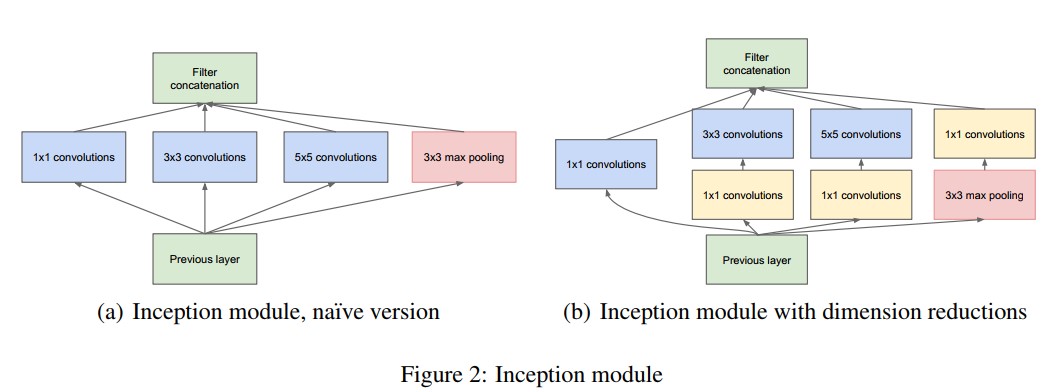 Filter
concatenation
1x1 convolutions
3x3 convolutions
5x5 convolutions
3x3 max pooling
Previous layer
(a) Inception module, naïve version
Filter
concatenation
3x3 convolutions
5x5 convolutions
1x1 convolutions
1x1 convolutions
1x1 convolutions
1x1 convolutions
3x3 max pooling
Previous layer
(b) Inception module with dimension reductions
Figure 2: Inception module